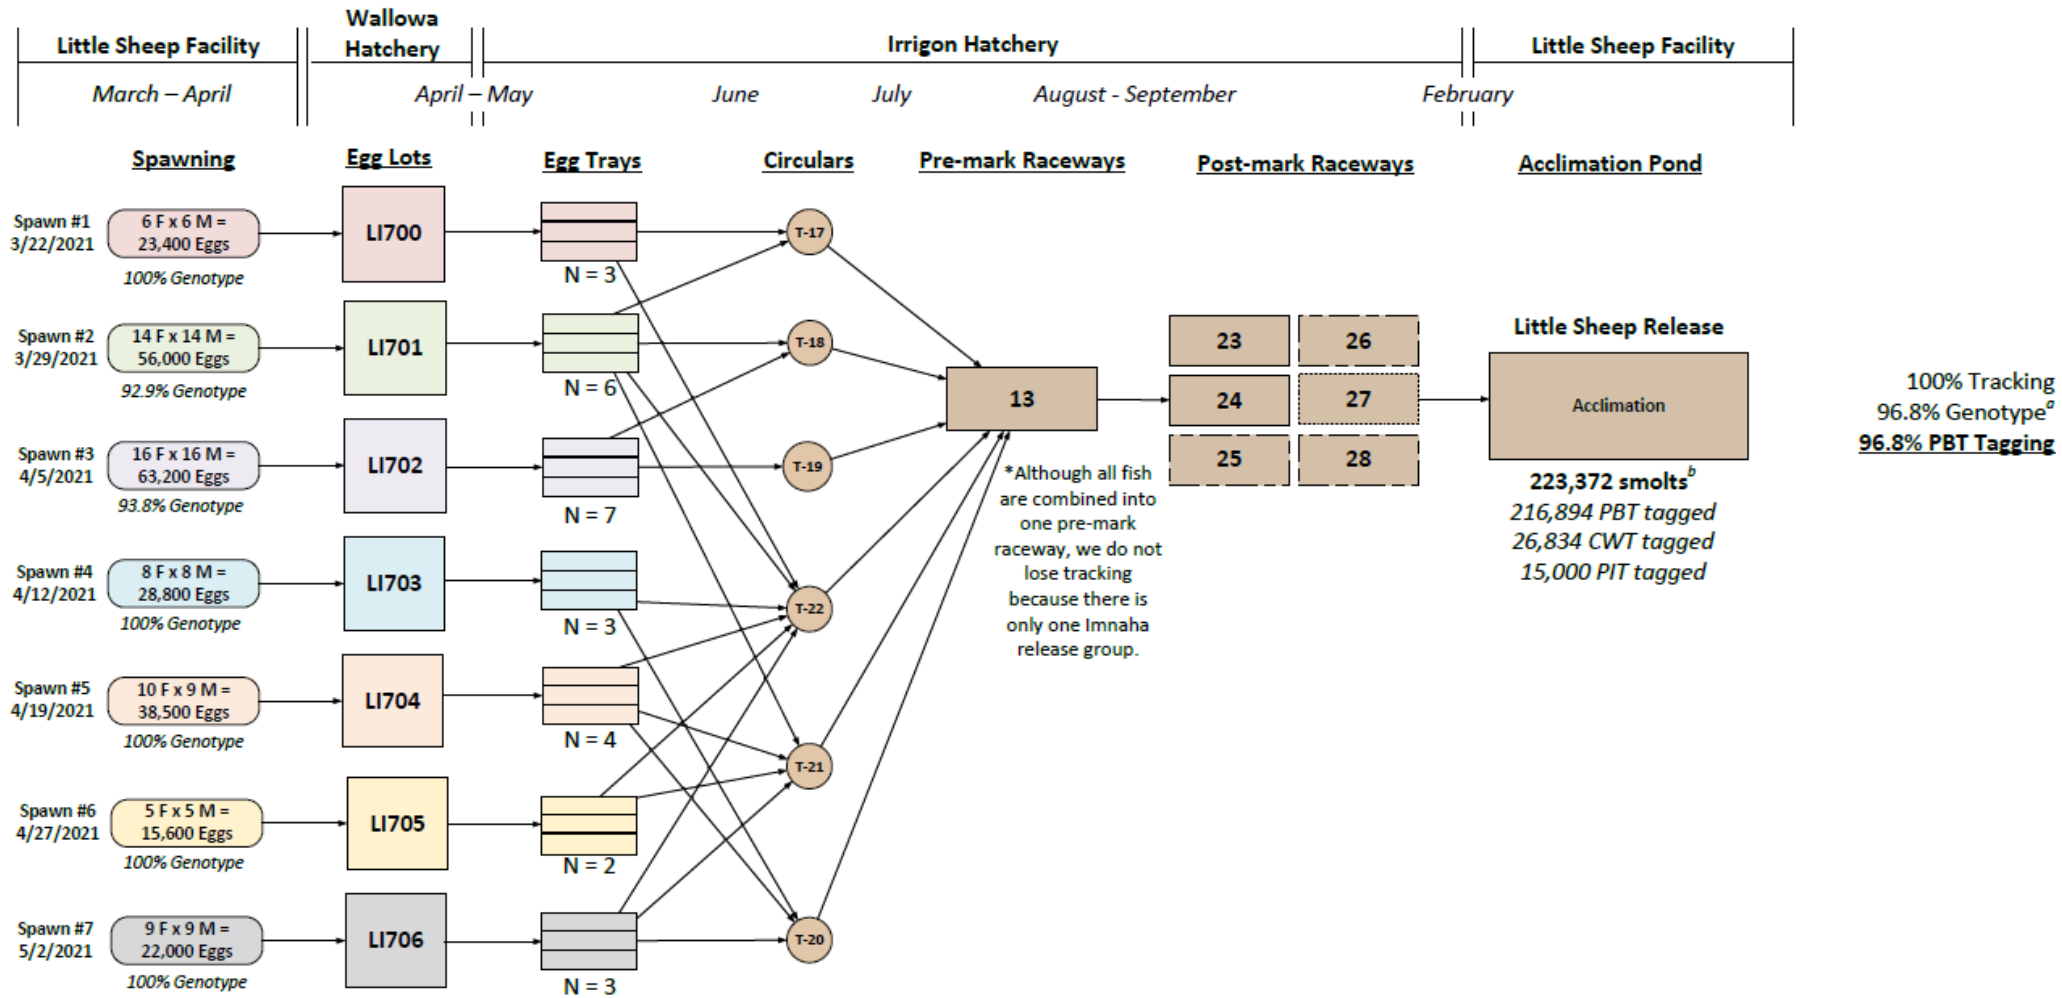 Little Sheep Facility
Wallowa
Hatchery
Irrigon Hatchery
Little Sheep Facility
March – April
April – May
June
July
August - September
February
Spawning
Egg Lots
Egg Trays
Circulars
Pre-mark Raceways
Post-mark Raceways
Acclimation Pond
Spawn #1
3/22/2021
6 F x 6 M =
23,400 Eggs
100% Genotype
LI700
N = 3
T-17
Spawn #2
3/29/2021
14 F x 14 M =
56,000 Eggs
92.9% Genotype
LI701
N = 6
T-18
Spawn #3
4/5/2021
16 F x 16 M =
63,200 Eggs
93.8% Genotype
LI702
N = 7
T-19
Spawn #4
4/12/2021
8 F x 8 M =
28,800 Eggs
100% Genotype
LI703
N = 3
T-22
Spawn #5
4/19/2021
10 F x 9 M =
38,500 Eggs
100% Genotype
LI704
N = 4
T-21
Spawn #6
4/27/2021
5 F x 5 M =
15,600 Eggs
100% Genotype
LI705
N = 2
Spawn #7
5/2/2021
9 F x 9 M =
22,000 Eggs
100% Genotype
LI706
N = 3
T-20
13
*Although all fish
are combined into
one pre-mark
raceway, we do not
lose tracking
because there is
only one Imnaha
release group.
23
26
24
27
25
28
Little Sheep Release
Acclimation
223,372 smolts b
216,894 PBT tagged
26,834 CWT tagged
15,000 PIT tagged
100% Tracking
96.8% Genotype a
96.8% PBT Tagging